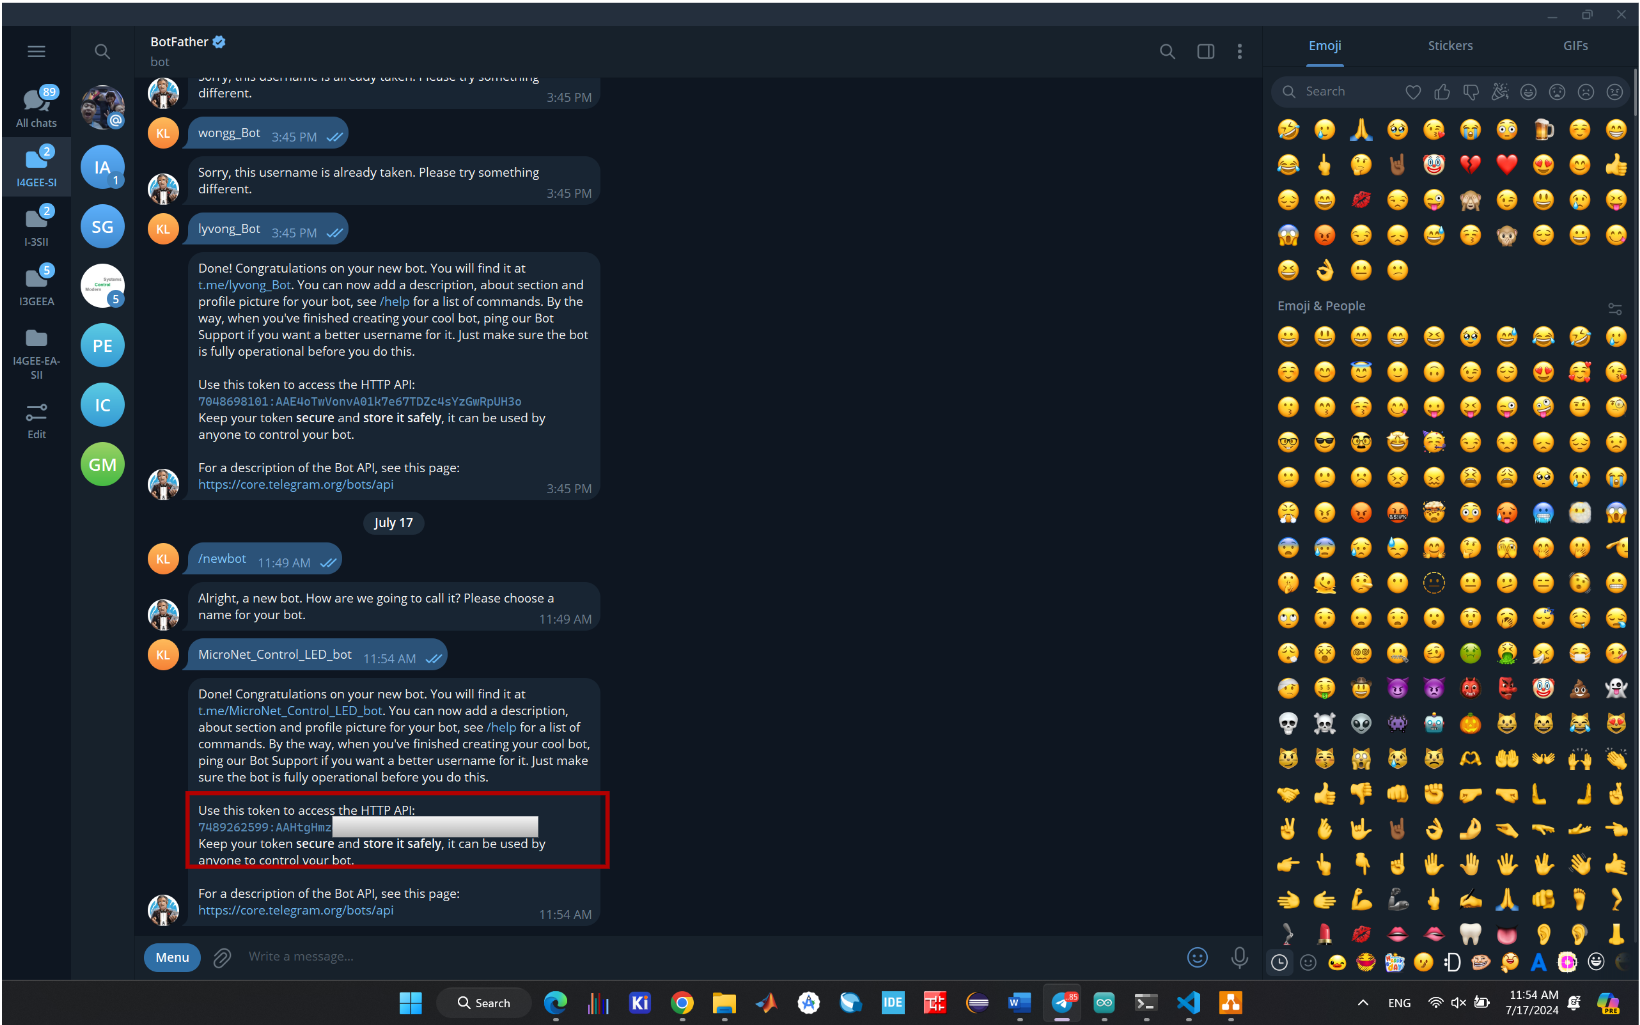 BotFather
bot
Sorry, this username is already taken. Please try something
different.
3:45 PM
KL
wongg_Bot 3:45 PM
Sorry, this username is already taken. Please try something
different.
3:45 PM
KL
lyvong_Bot 3:45 PM
Done! Congratulations on your new bot. You will find it at
t.me/lyvong_Bot. You can now add a description, about section and
profile picture for your bot, see /help for a list of commands. By the
way, when you've finished creating your cool bot, ping our Bot
Support if you want a better username for it. Just make sure the bot
is fully operational before you do this.
Use this token to access the HTTP API:
7048698101:AAE4oTwVonvA01k7e67TDZc4sYzGwRpUH3o
Keep your token secure and store it safely, it can be used by
anyone to control your bot.
For a description of the Bot API, see this page:
https://core.telegram.org/bots/api
3:45 PM
July 17
KL
/newbot 11:49 AM
Alright, a new bot. How are we going to call it? Please choose a
name for your bot.
11:49 AM
KL
MicroNet_Control_LED_bot 11:54 AM
Done! Congratulations on your new bot. You will find it at
t.me/MicroNet_Control_LED_bot. You can now add a description,
about section and profile picture for your bot, see /help for a list of
commands. By the way, when you've finished creating your cool bot,
ping our Bot Support if you want a better username for it. Just make
sure the bot is fully operational before you do this.
Use this token to access the HTTP API:
7489262599:AAHtgHmz
Keep your token secure and store it safely, it can be used by
anyone to control your bot.
For a description of the Bot API, see this page:
https://core.telegram.org/bots/api
11:54 AM
Menu
Write a message...
89
All chats
2
I4GEE-SI
2
I-3SII
5
I3GEEA
I4GEE-EA-
SII
Edit
@
IA
1
SG
Control
5
PE
IC
GM
Emoji Stickers GIFs
Search
Emoji & People
Search
Ki
IDE
85
ENG
11:54 AM
7/17/2024
PRE